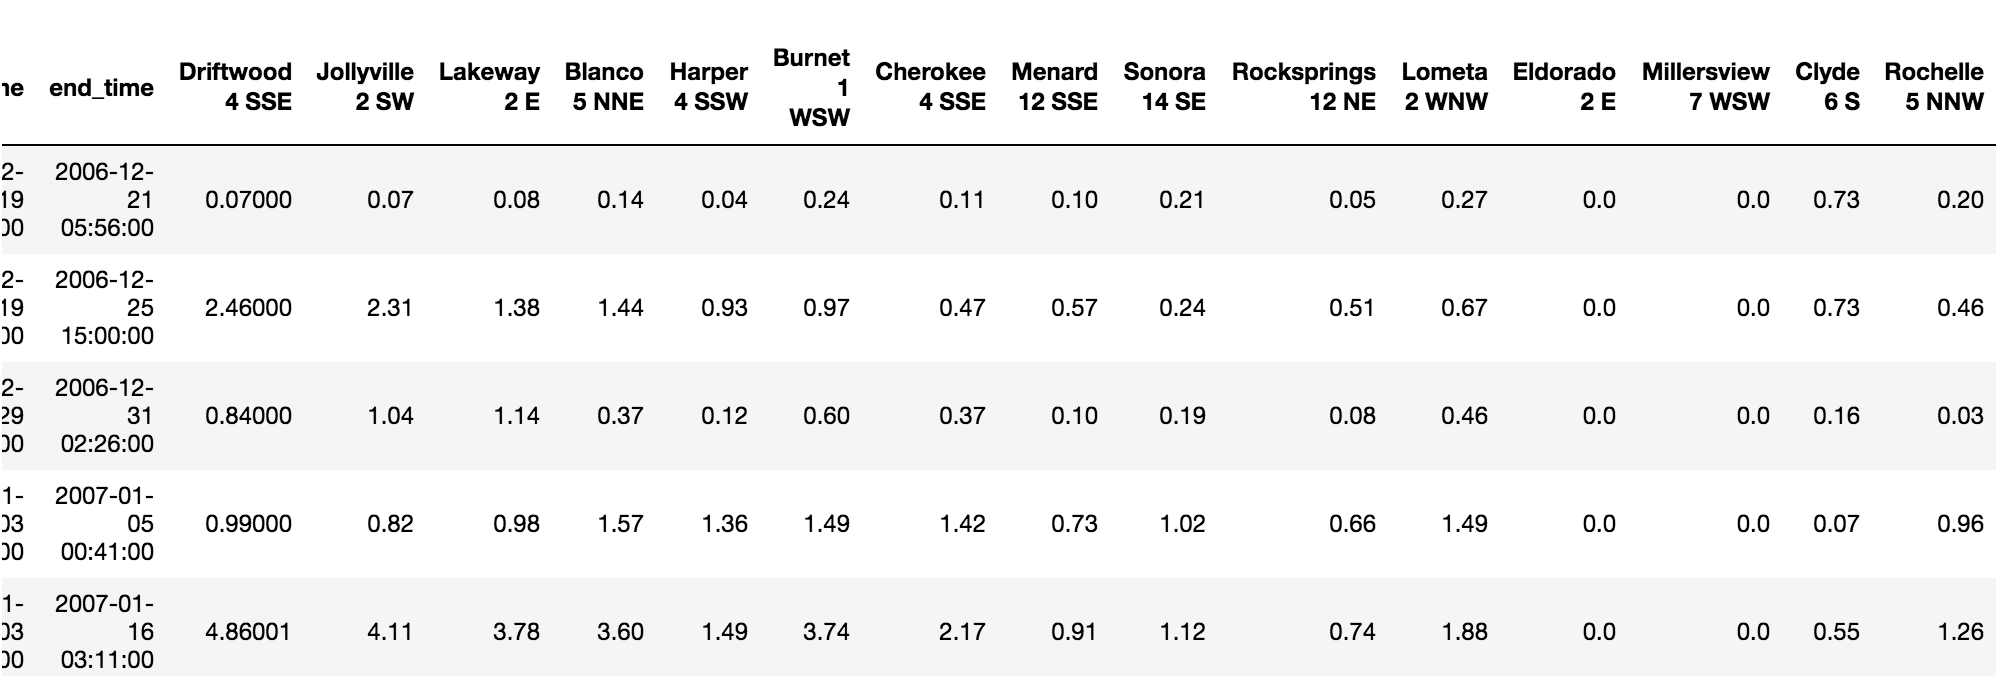 ne end_time Driftwood 4 SSE Jollyville 2 SW Lakeway 2 E Blanco 5 NNE Harper 4 SSW Burnet 1 WSW Cherokee 4 SSE Menard 12 SSE Sonora 14 SE Rocksprings 12 NE Lometa 2 WNW Eldorado 2 E Millersview 7 WSW Clyde 6 S Rochelle 5 NNW
2- 2006-12-
19 21 0.07000 0.07 0.08 0.14 0.04 0.24 0.11 0.10 0.21 0.05 0.27 0.0 0.0 0.73 0.20
00 05:56:00
2- 2006-12-
19 25 2.46000 2.31 1.38 1.44 0.93 0.97 0.47 0.57 0.24 0.51 0.67 0.0 0.0 0.73 0.46
00 15:00:00
2- 2006-12-
29 31 0.84000 1.04 1.14 0.37 0.12 0.60 0.37 0.10 0.19 0.08 0.46 0.0 0.0 0.16 0.03
00 02:26:00
1- 2007-01-
03 05 0.99000 0.82 0.98 1.57 1.36 1.49 1.42 0.73 1.02 0.66 1.49 0.0 0.0 0.07 0.96
00 00:41:00
1- 2007-01-
03 16 4.86001 4.11 3.78 3.60 1.49 3.74 2.17 0.91 1.12 0.74 1.88 0.0 0.0 0.55 1.26
00 03:11:00